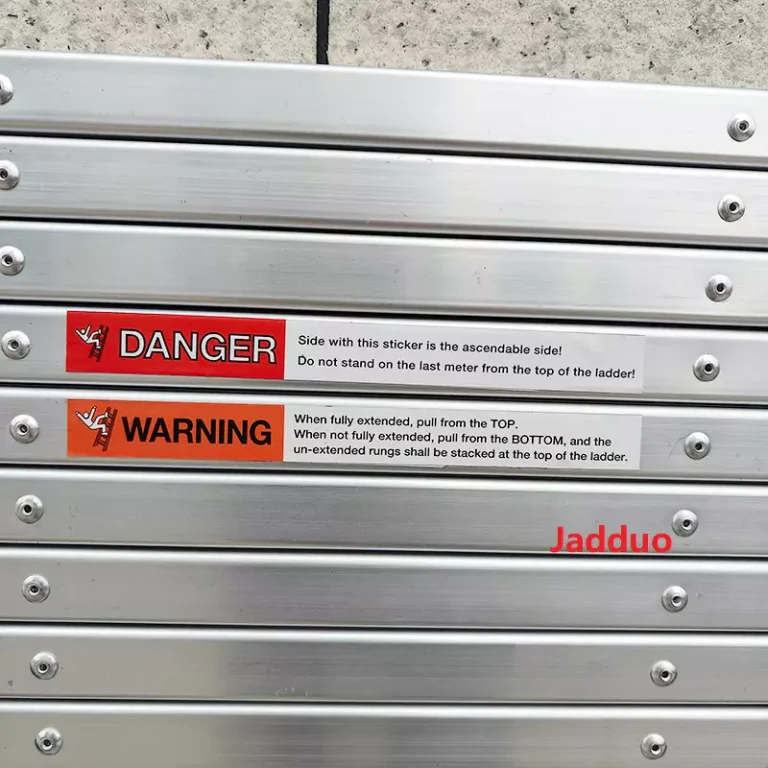 DANGER
Side with this sticker is the ascendable side!
Do not stand on the last meter from the top of the ladder!
WARNING
When fully extended, pull from the TOP.
When not fully extended, pull from the BOTTOM, and the
un-extended rungs shall be stacked at the top of the ladder.
Jadduo